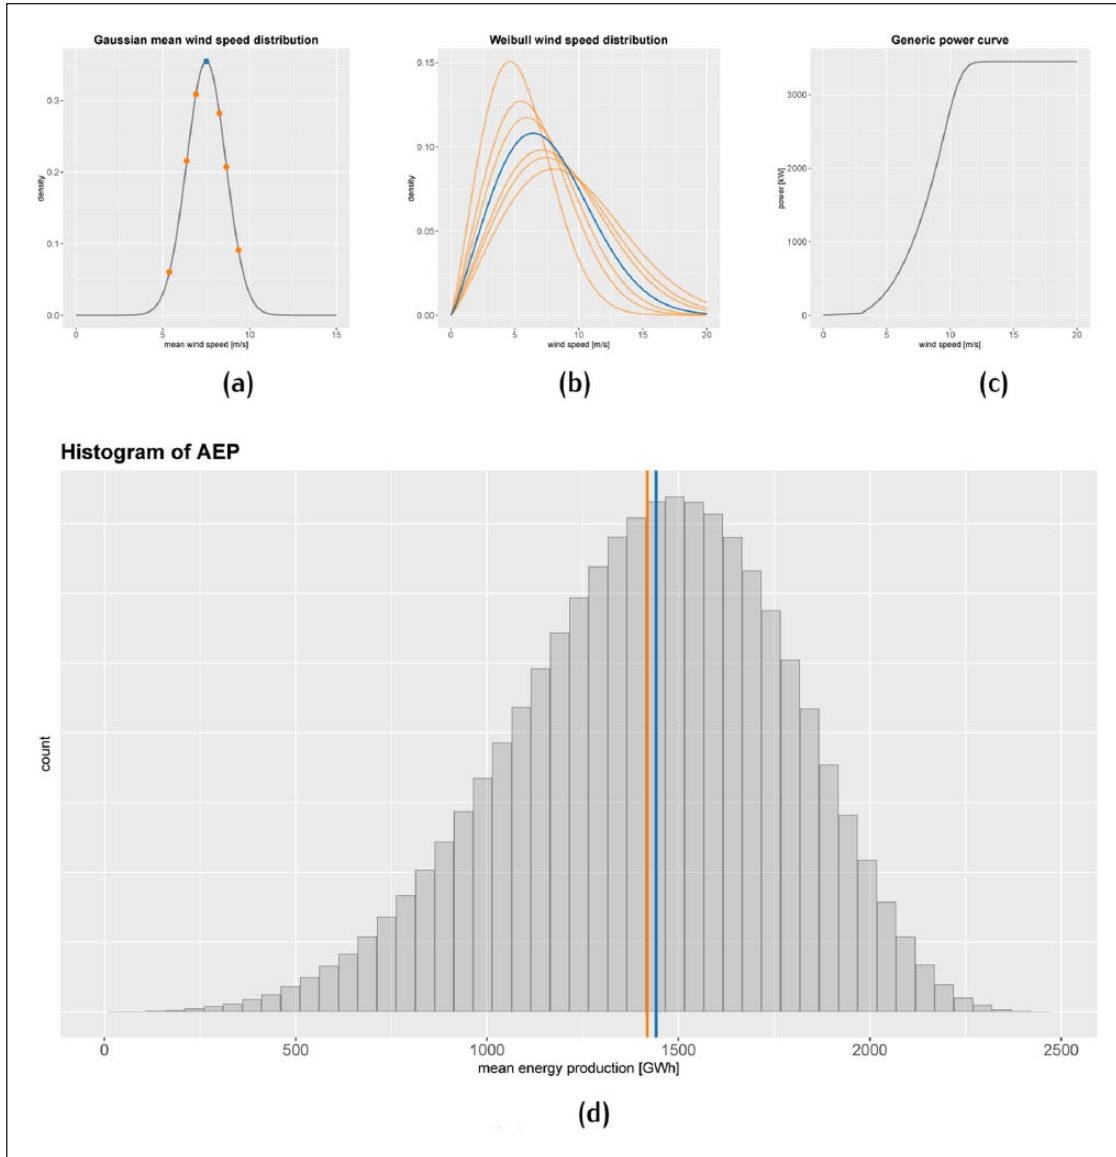 Gaussian mean wind speed distribution
Weibull wind speed distribution
Generic power curve
density
0.3
0.2
0.1
0.0
0 5 10 15
mean wind speed [m/s]
density
0.15
0.10
0.05
0.00
0 5 10 15 20
wind speed [m/s]
power [kW]
3000
2000
1000
0
0 5 10 15 20
wind speed [m/s]
(a)
(b)
(c)
Histogram of AEP
count
0 500 1000 1500 2000 2500
mean energy production [GWh]
(d)